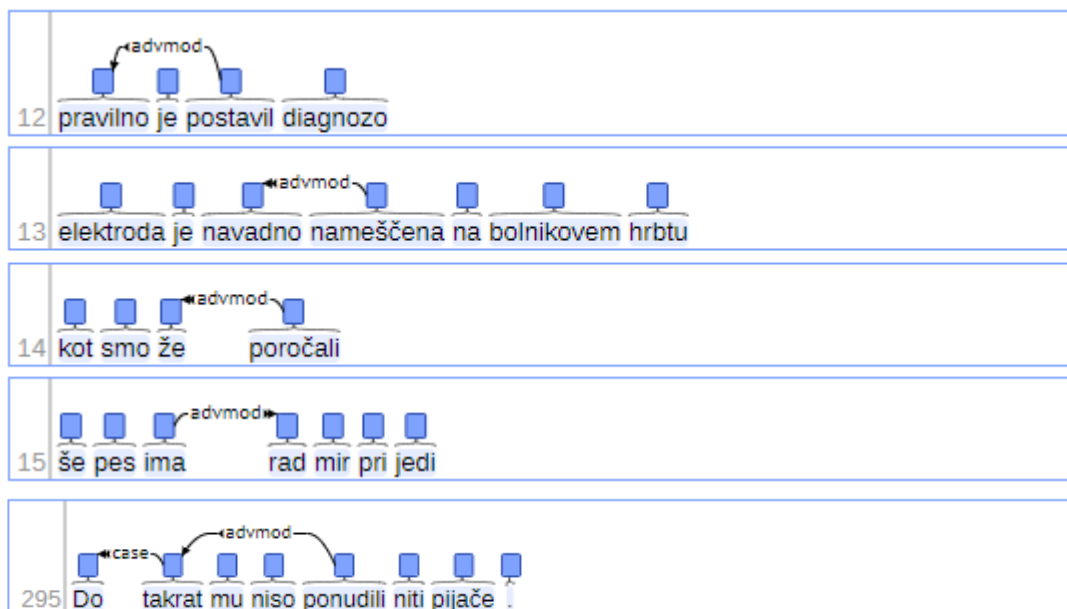 advmod
12 pravilno je postavil diagnozo
advmod
13 elektroda je navadno nameščena na bolnikovem hrbtu
advmod
14 kot smo že poročali
advmod
15 še pes ima rad mir pri jedi
advmod
case
295 Do takrat mu niso ponudili niti pijače .